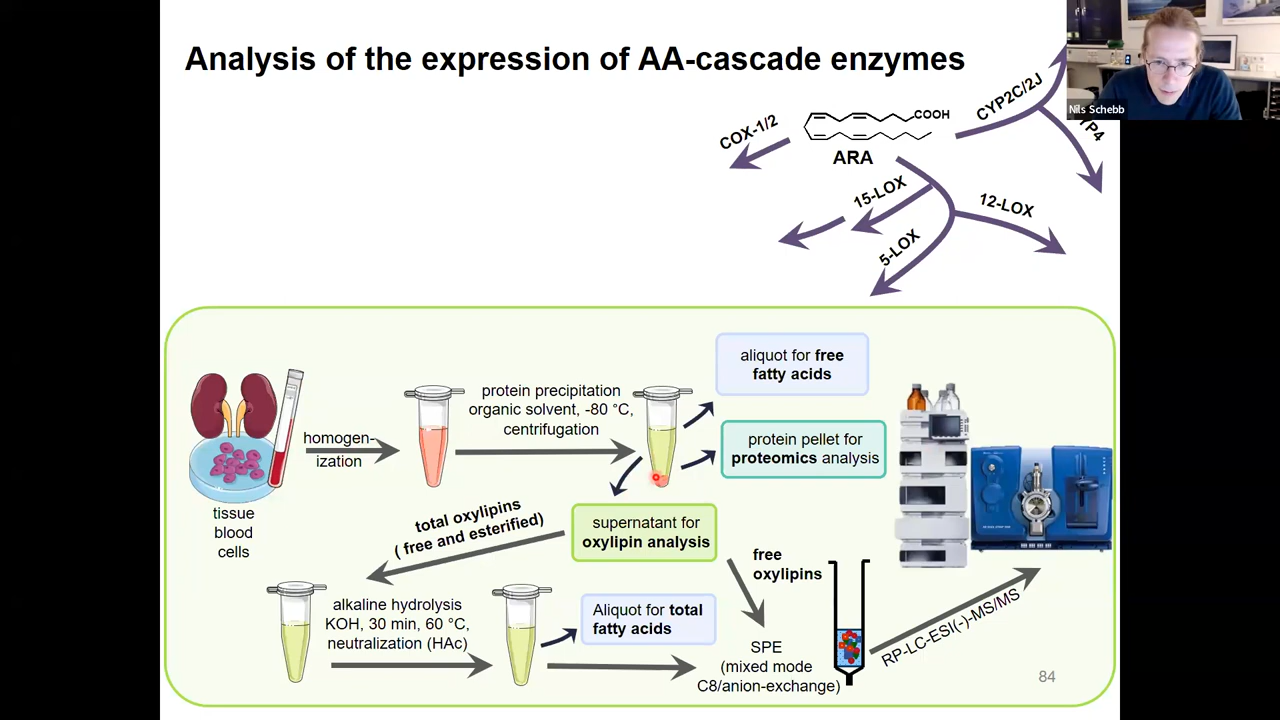 Analysis of the expression of AA-cascade enzymes
Nils Schebb
COX-1/2
COOH
ARA
CYP2C/2J
15-LOX
12-LOX
5-LOX
aliquot for free
fatty acids
protein precipitation
organic solvent, -80 °C,
centrifugation
homogen-
ization
protein pellet for
proteomics analysis
tissue
blood
cells
total oxylipins
( free and esterified)
supernatant for
oxylipin analysis
free
oxylipins
alkaline hydrolysis
KOH, 30 min, 60 °C,
neutralization (HAc)
Aliquot for total
fatty acids
SPE
(mixed mode
C8/anion-exchange)
RP-LC-ESI(-)-MS/MS
84